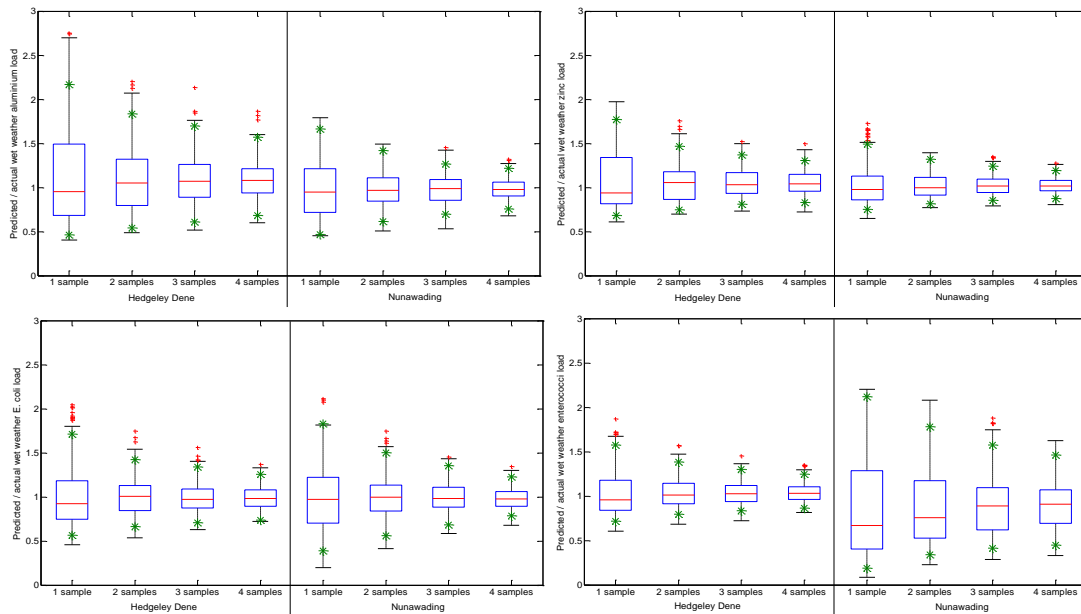 Predicted / actual wet weather aluminium load
3
2.5
2
1.5
1
0.5
0
1 sample 2 samples 3 samples 4 samples 1 sample 2 samples 3 samples 4 samples
Hedgeley Dene Nunawading
Predicted / actual wet weather zinc load
3
2.5
2
1.5
1
0.5
0
1 sample 2 samples 3 samples 4 samples 1 sample 2 samples 3 samples 4 samples
Hedgeley Dene Nunawading
Predicted / actual wet weather E. coli load
3
2.5
2
1.5
1
0.5
0
1 sample 2 samples 3 samples 4 samples 1 sample 2 samples 3 samples 4 samples
Hedgeley Dene Nunawading
Predicted / actual wet weather enterococci load
3
2.5
2
1.5
1
0.5
0
1 sample 2 samples 3 samples 4 samples 1 sample 2 samples 3 samples 4 samples
Hedgeley Dene Nunawading